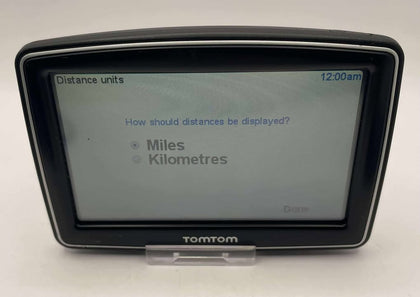 Distance units 12:00am
How should distances be displayed?
Miles
Kilometres
Done
TOMTOM